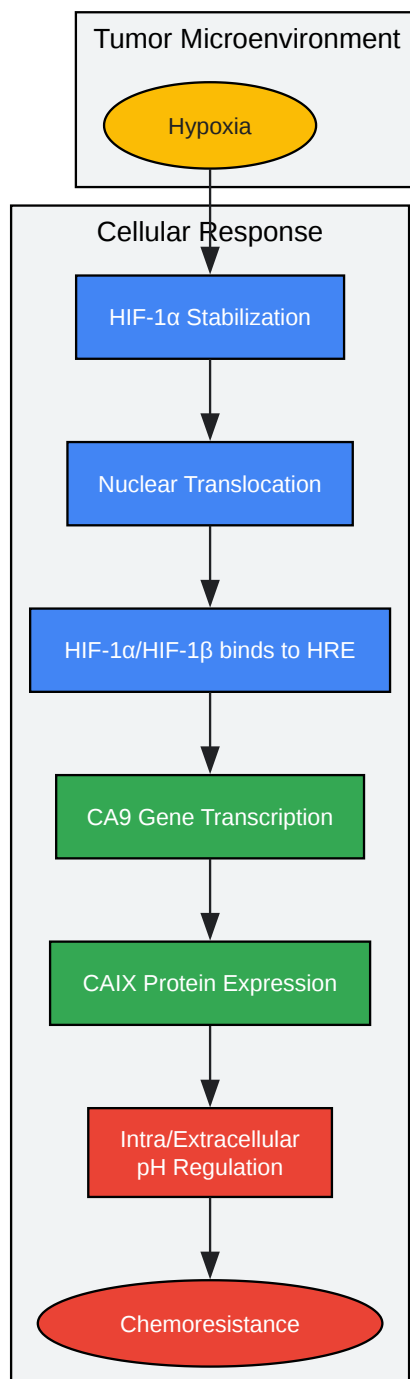 Tumor Microenvironment
Hypoxia
Cellular Response
HIF-1α Stabilization
Nuclear Translocation
HIF-1α/HIF-1β binds to HRE
CA9 Gene Transcription
CAIX Protein Expression
Intra/Extracellular
pH Regulation
Chemoresistance